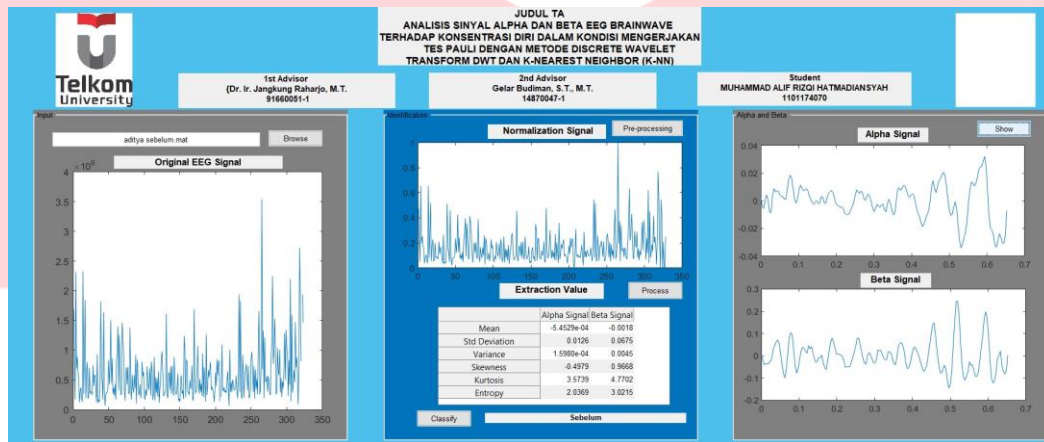 JUDUL TA
ANALISIS SINYAL ALPHA DAN BETA EEG BRAINWAVE
TERHADAP KONSENTRASI DIRI DALAM KONDISI MENGERJAKAN
TES PAULI DENGAN METODE DISCRETE WAVELET
TRANSFORM DWT DAN K-NEAREST NEIGHBOR (K-NN)
Telkom
University
1st Advisor
{Dr. Ir. Jangkung Raharjo, M.T.
91660051-1
2nd Advisor
Gelar Budiman, S.T., M.T.
14870047-1
Student
MUHAMMAD ALIF RIZQI HATMADIANSYAH
1101174070
Input
aditya sebelum.mat
Browse
Original EEG Signal
×10^6
4
3.5
3
2.5
2
1.5
1
0.5
0
0 50 100 150 200 250 300 350
Identification
Normalization Signal
Pre-processing
1
0.8
0.6
0.4
0.2
0
0 50 100 150 200 250 300 350
Extraction Value
Process
Alpha Signal Beta Signal
Mean -5.4529e-04 -0.0018
Std Deviation 0.0126 0.0675
Variance 1.5980e-04 0.0045
Skewness -0.4979 0.9668
Kurtosis 3.5739 4.7702
Entropy 2.0369 3.0215
Classify
Sebelum
Alpha and Beta
Alpha Signal
Show
0.04
0.02
0
-0.02
-0.04
0 0.1 0.2 0.3 0.4 0.5 0.6 0.7
Beta Signal
0.3
0.2
0.1
0
-0.1
-0.2
0 0.1 0.2 0.3 0.4 0.5 0.6 0.7